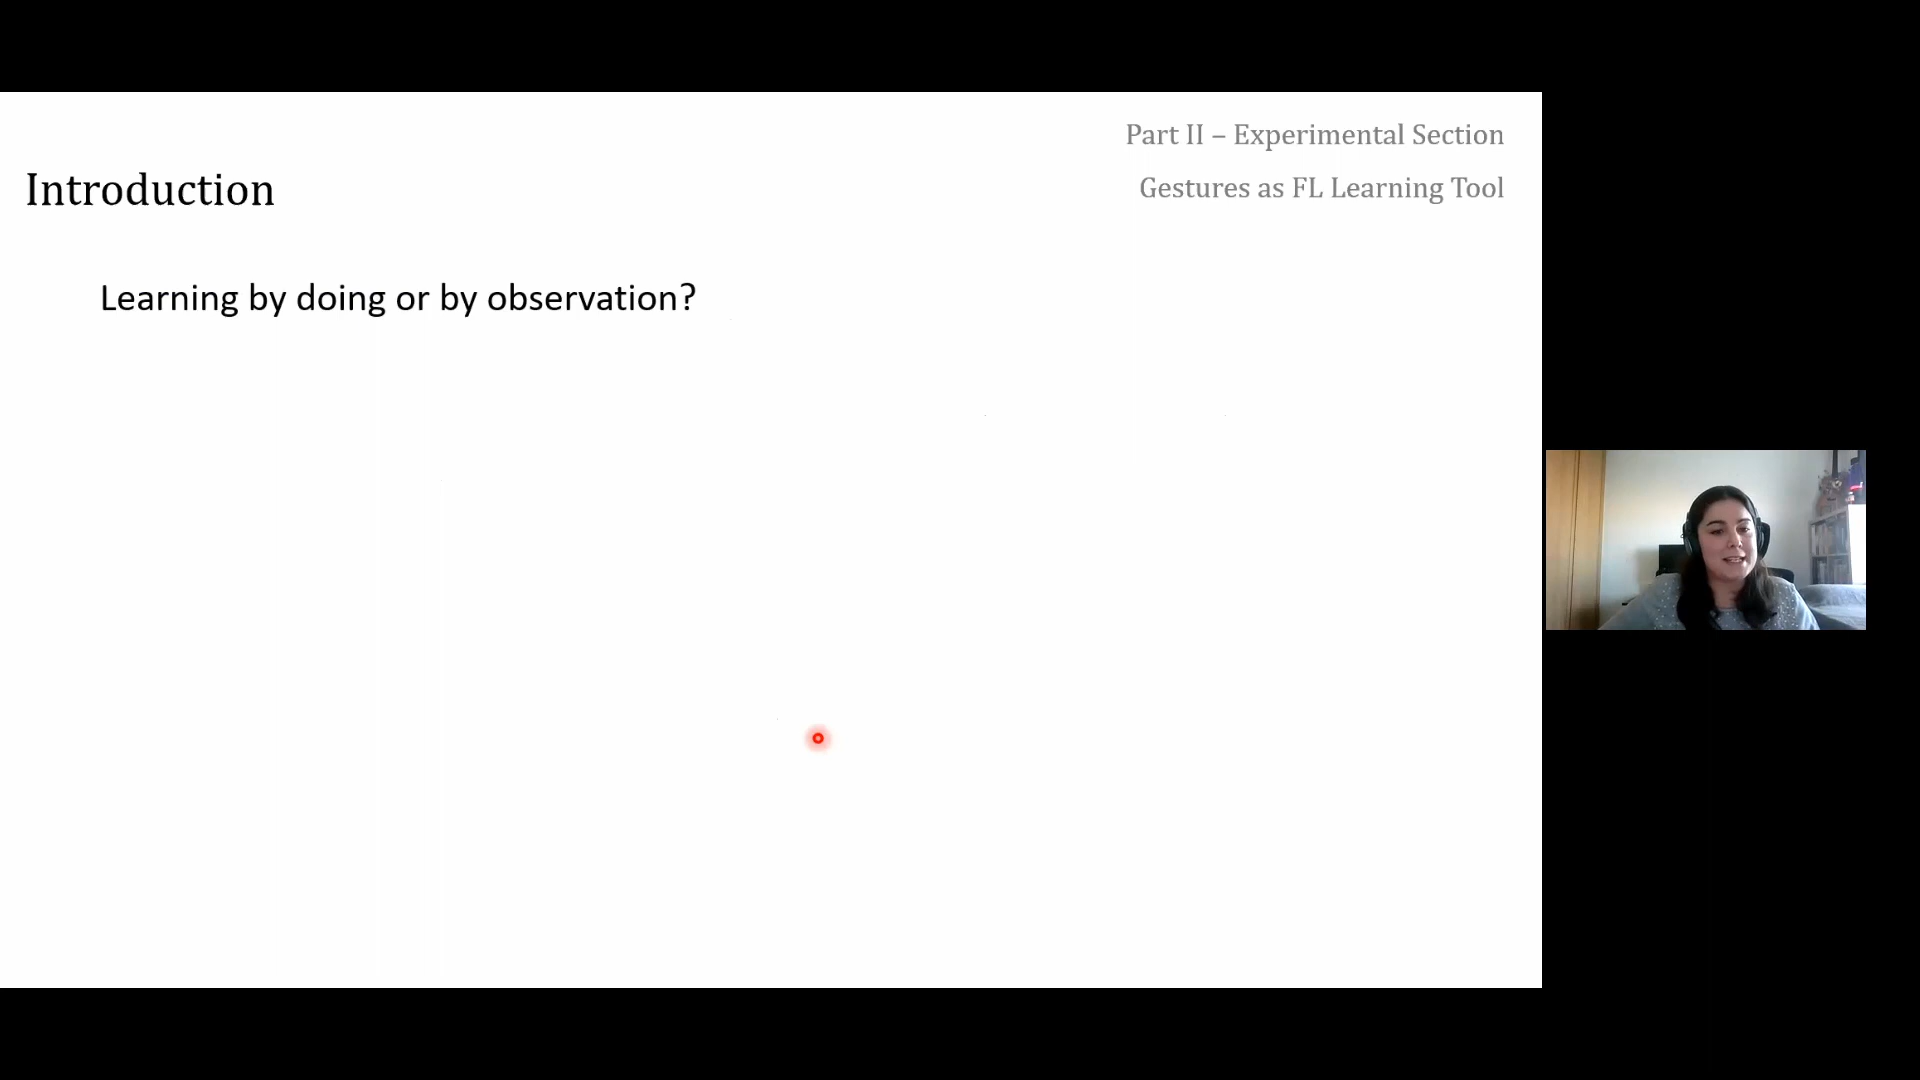 Part II – Experimental Section
Introduction
Gestures as FL Learning Tool
Learning by doing or by observation?